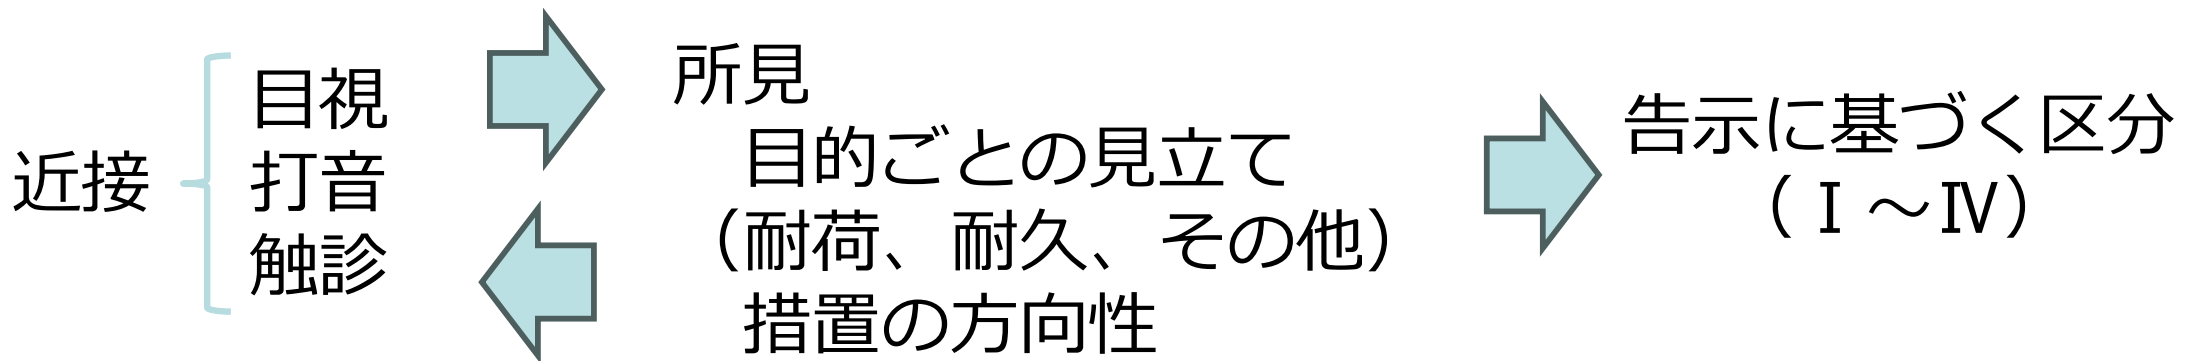 近接
目視
打音
触診
所見
目的ごとの見立て
（耐荷、耐久、その他）
措置の方向性
告示に基づく区分
（Ⅰ～Ⅳ）